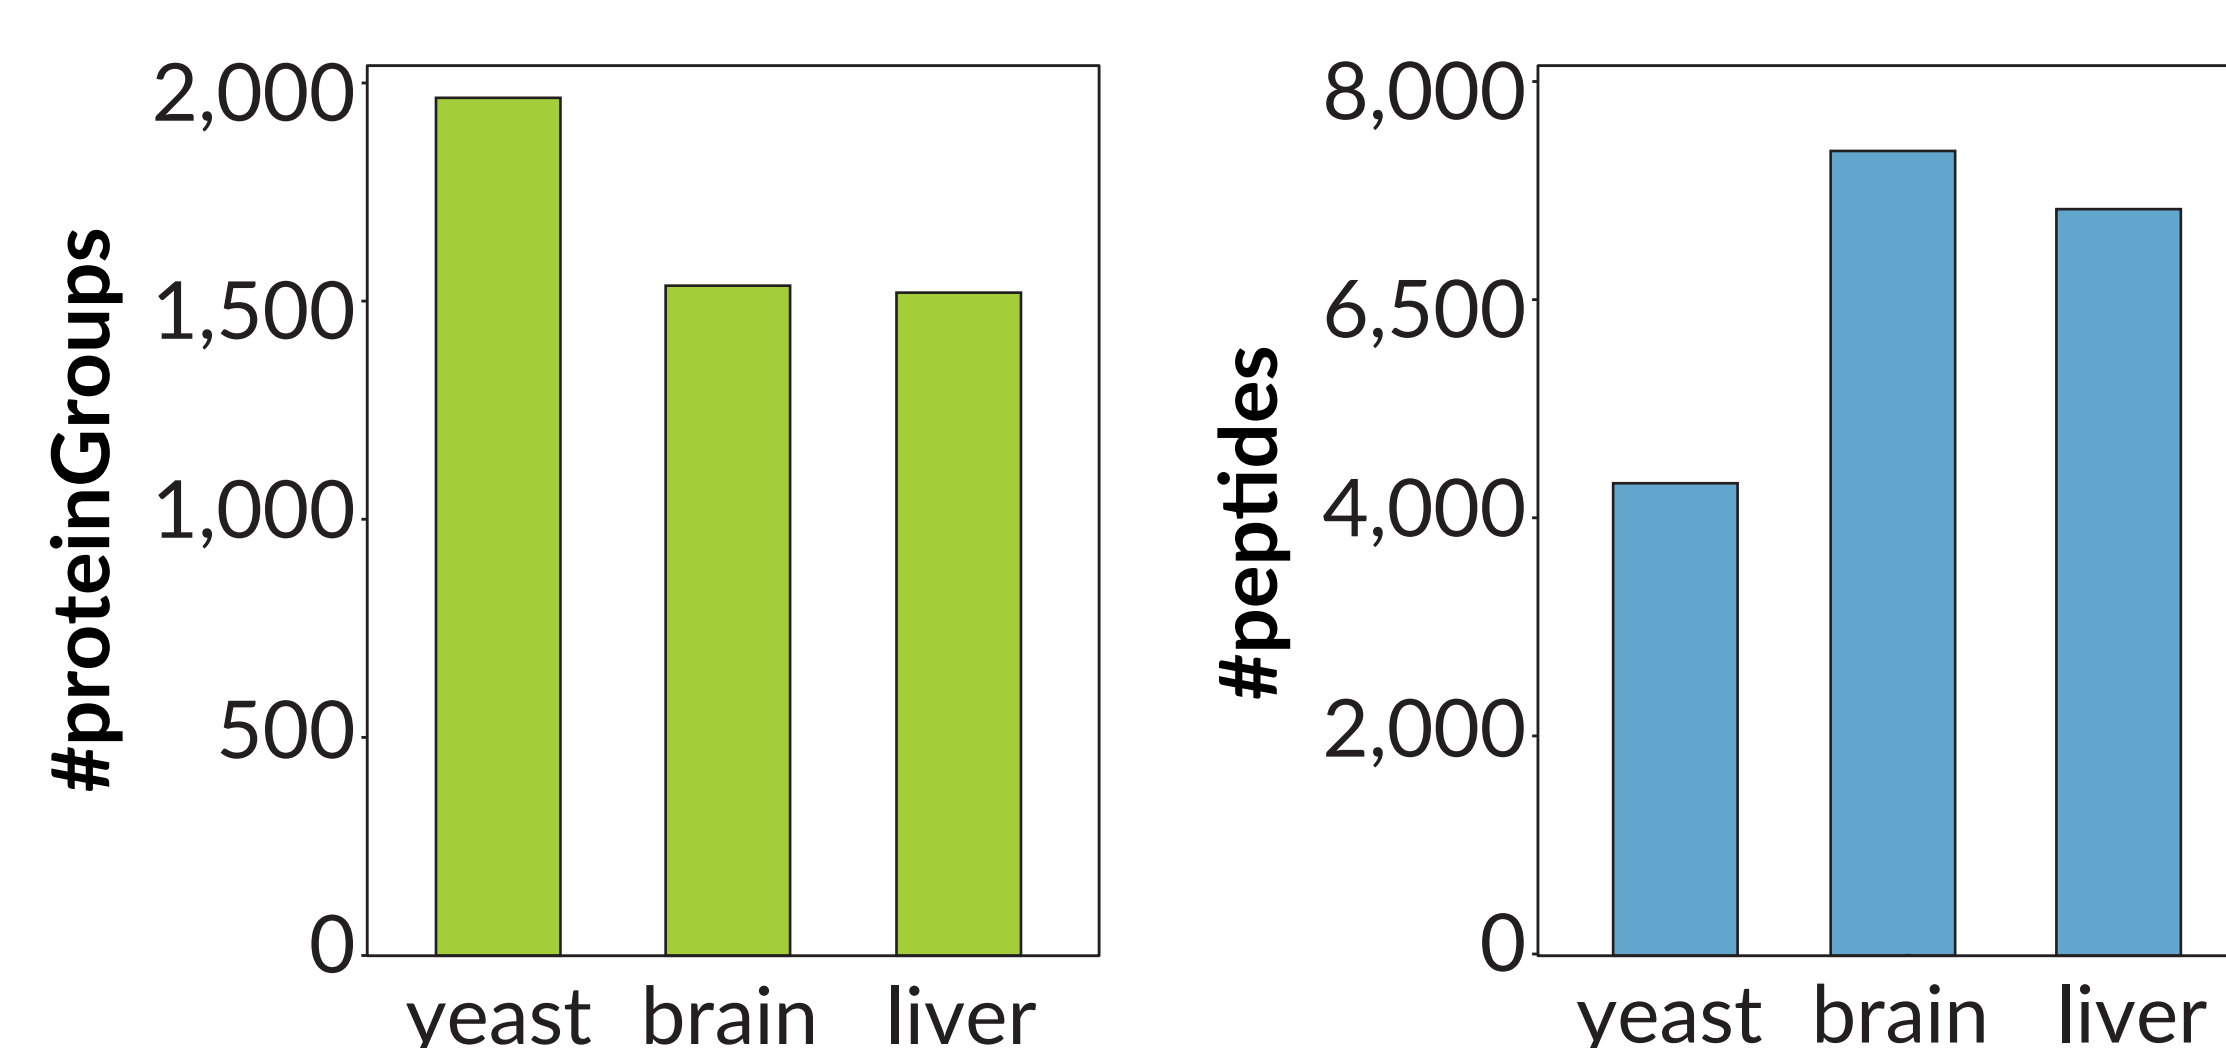 #proteinGroups
2,000
1,500
1,000
500
0
yeast brain liver
#peptides
8,000
6,500
4,000
2,000
0
yeast brain liver